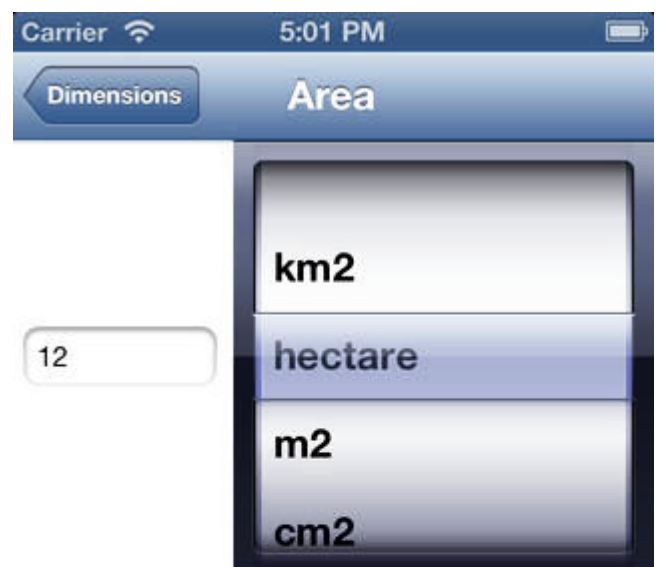 Carrier 5:01 PM
Dimensions Area
km2
12 hectare
m2
cm2